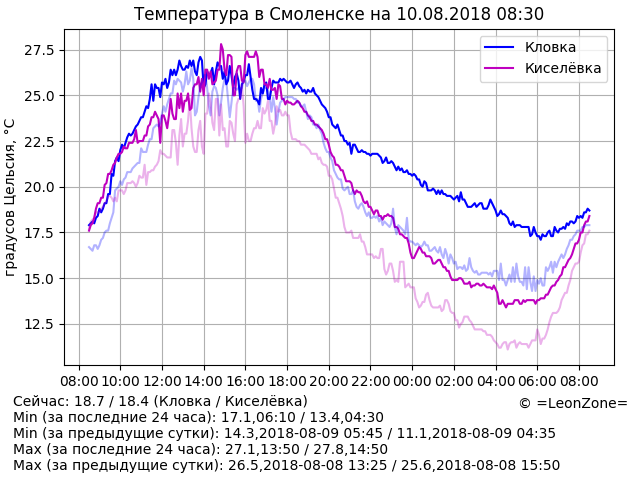 Температура в Смоленске на 10.08.2018 08:30
Кловка
Киселёвка
градусов Цельсия, °C
27.5
25.0
22.5
20.0
17.5
15.0
12.5
08:00 10:00 12:00 14:00 16:00 18:00 20:00 22:00 00:00 02:00 04:00 06:00 08:00
Сейчас: 18.7 / 18.4 (Кловка / Киселёвка)
© =LeonZone=
Min (за последние 24 часа): 17.1,06:10 / 13.4,04:30
Min (за предыдущие сутки): 14.3,2018-08-09 05:45 / 11.1,2018-08-09 04:35
Max (за последние 24 часа): 27.1,13:50 / 27.8,14:50
Max (за предыдущие сутки): 26.5,2018-08-08 13:25 / 25.6,2018-08-08 15:50